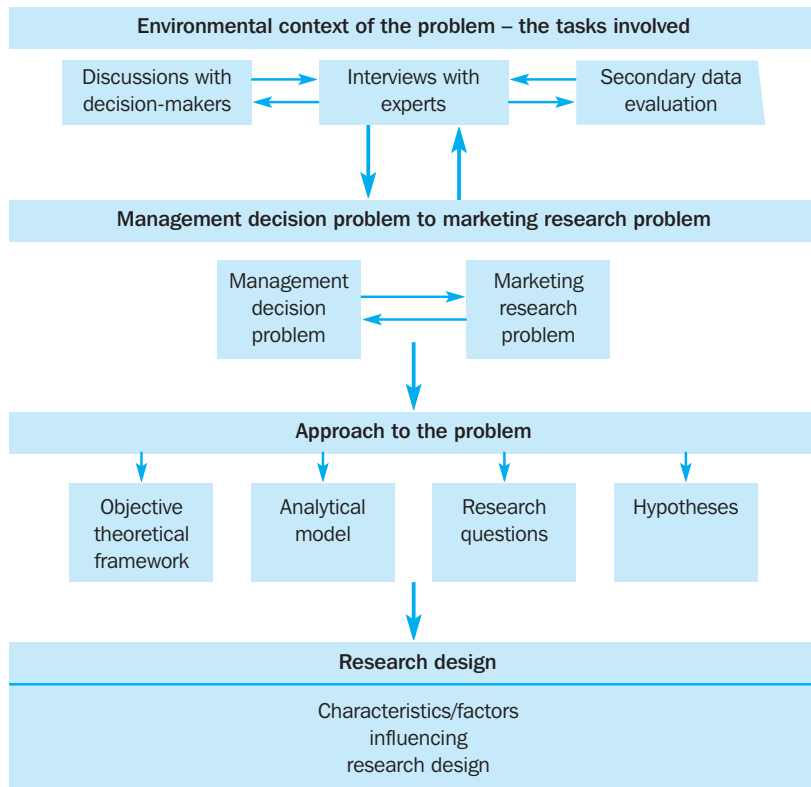 Environmental context of the problem – the tasks involved
Discussions with
decision-makers
Interviews with
experts
Secondary data
evaluation
Management decision problem to marketing research problem
Management
decision
problem
Marketing
research
problem
Approach to the problem
Objective
theoretical
framework
Analytical
model
Research
questions
Hypotheses
Research design
Characteristics/factors
influencing
research design